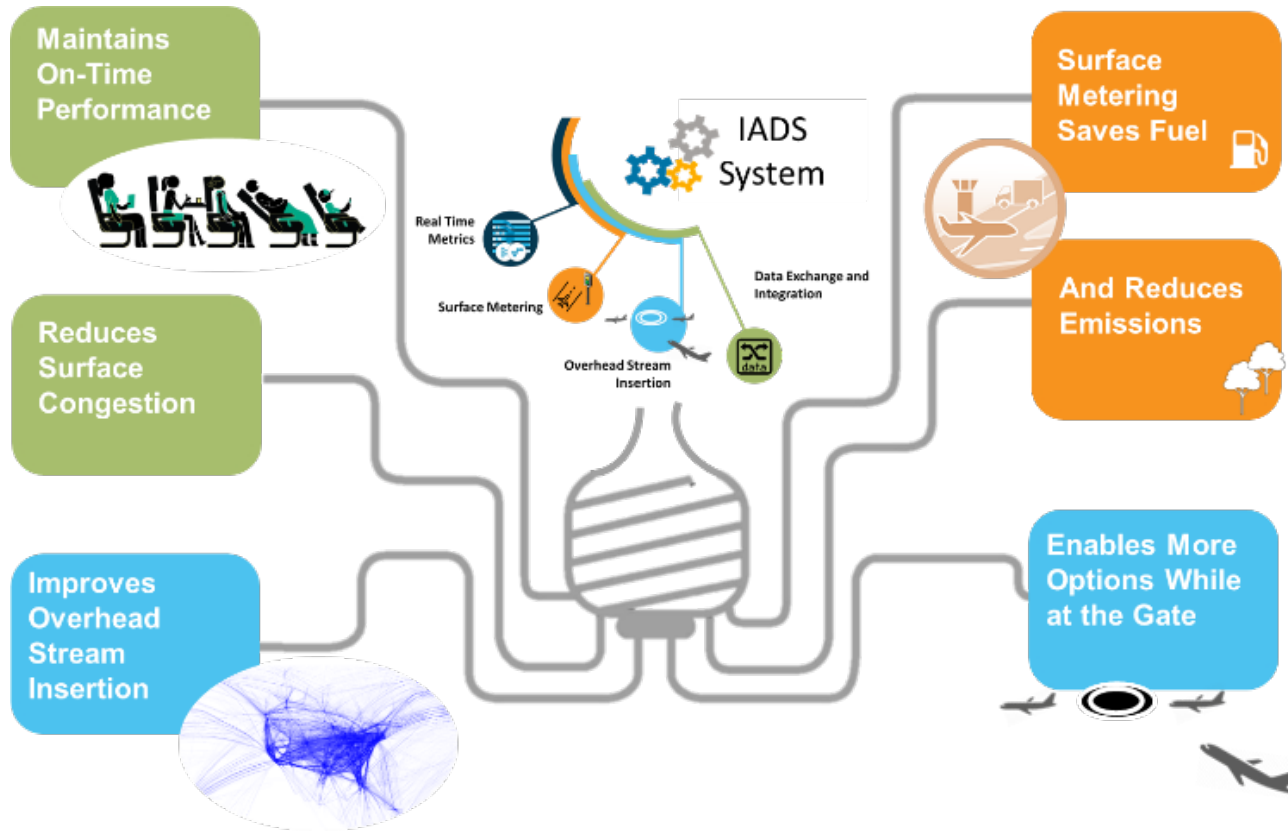 Maintains
On-Time
Performance
Reduces
Surface
Congestion
Improves
Overhead
Stream
Insertion
IADS
System
Real Time
Metrics
Surface Metering
Overhead Stream
Insertion
Data Exchange and
Integration
data
Surface
Metering
Saves Fuel
And Reduces
Emissions
Enables More
Options While
at the Gate